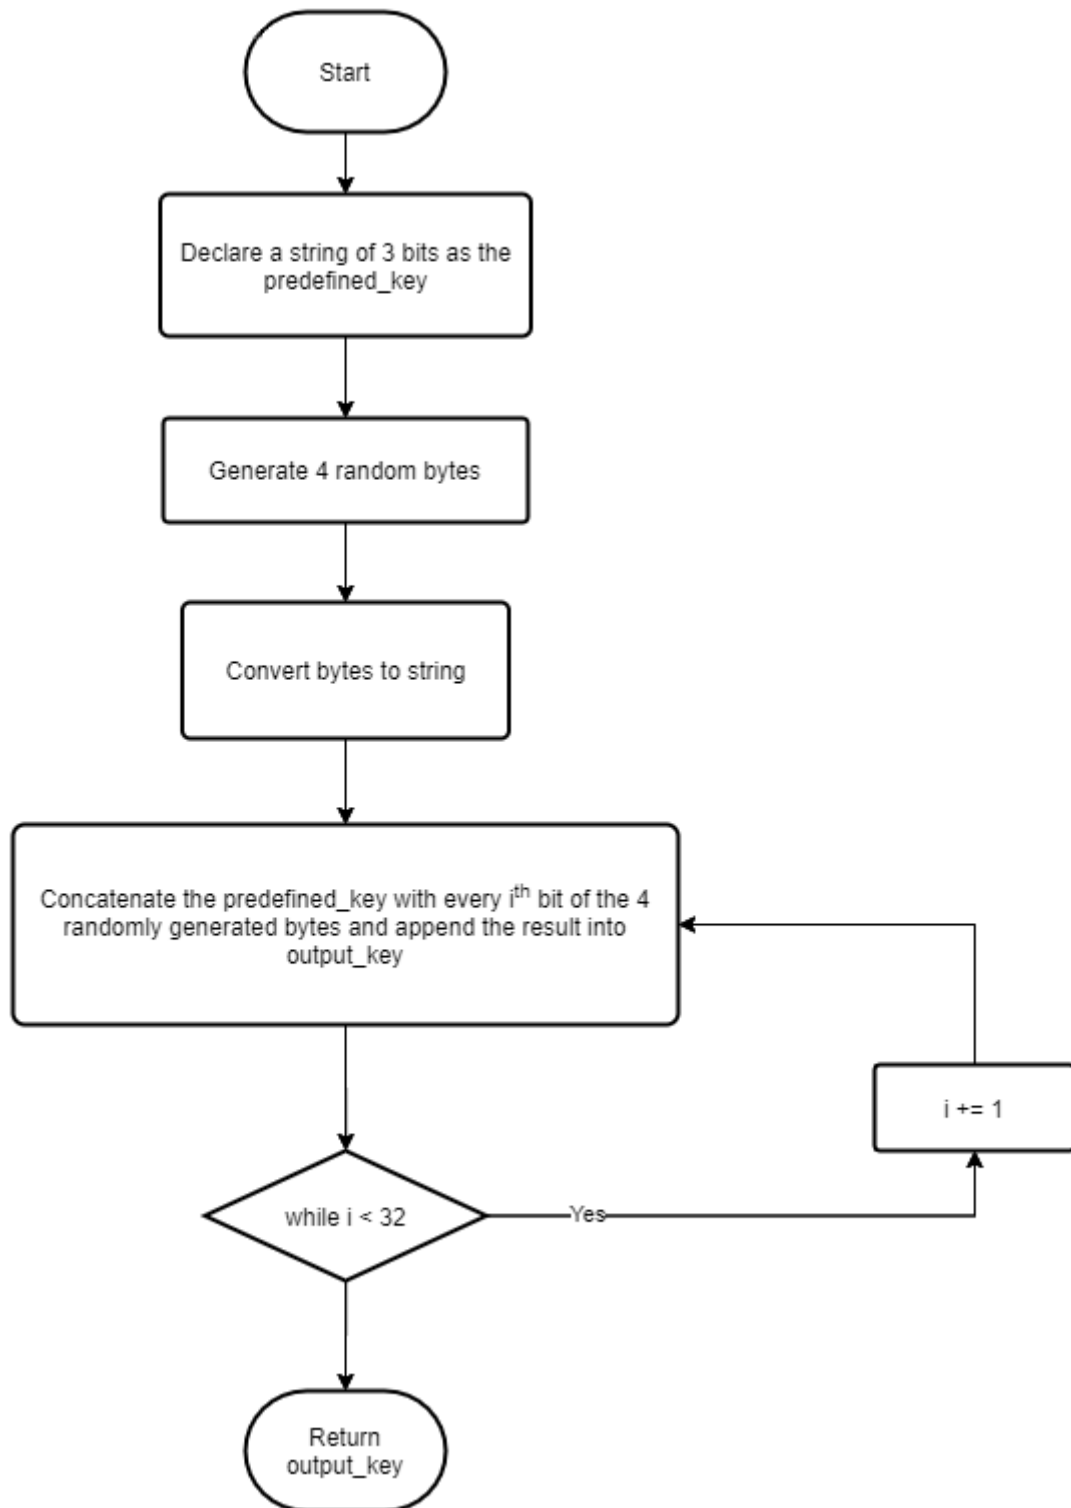 Start
Declare a string of 3 bits as the
predefined_key
Generate 4 random bytes
Convert bytes to string
Concatenate the predefined_key with every ith bit of the 4
randomly generated bytes and append the result into
output_key
i += 1
while i < 32
Yes
Return
output_key